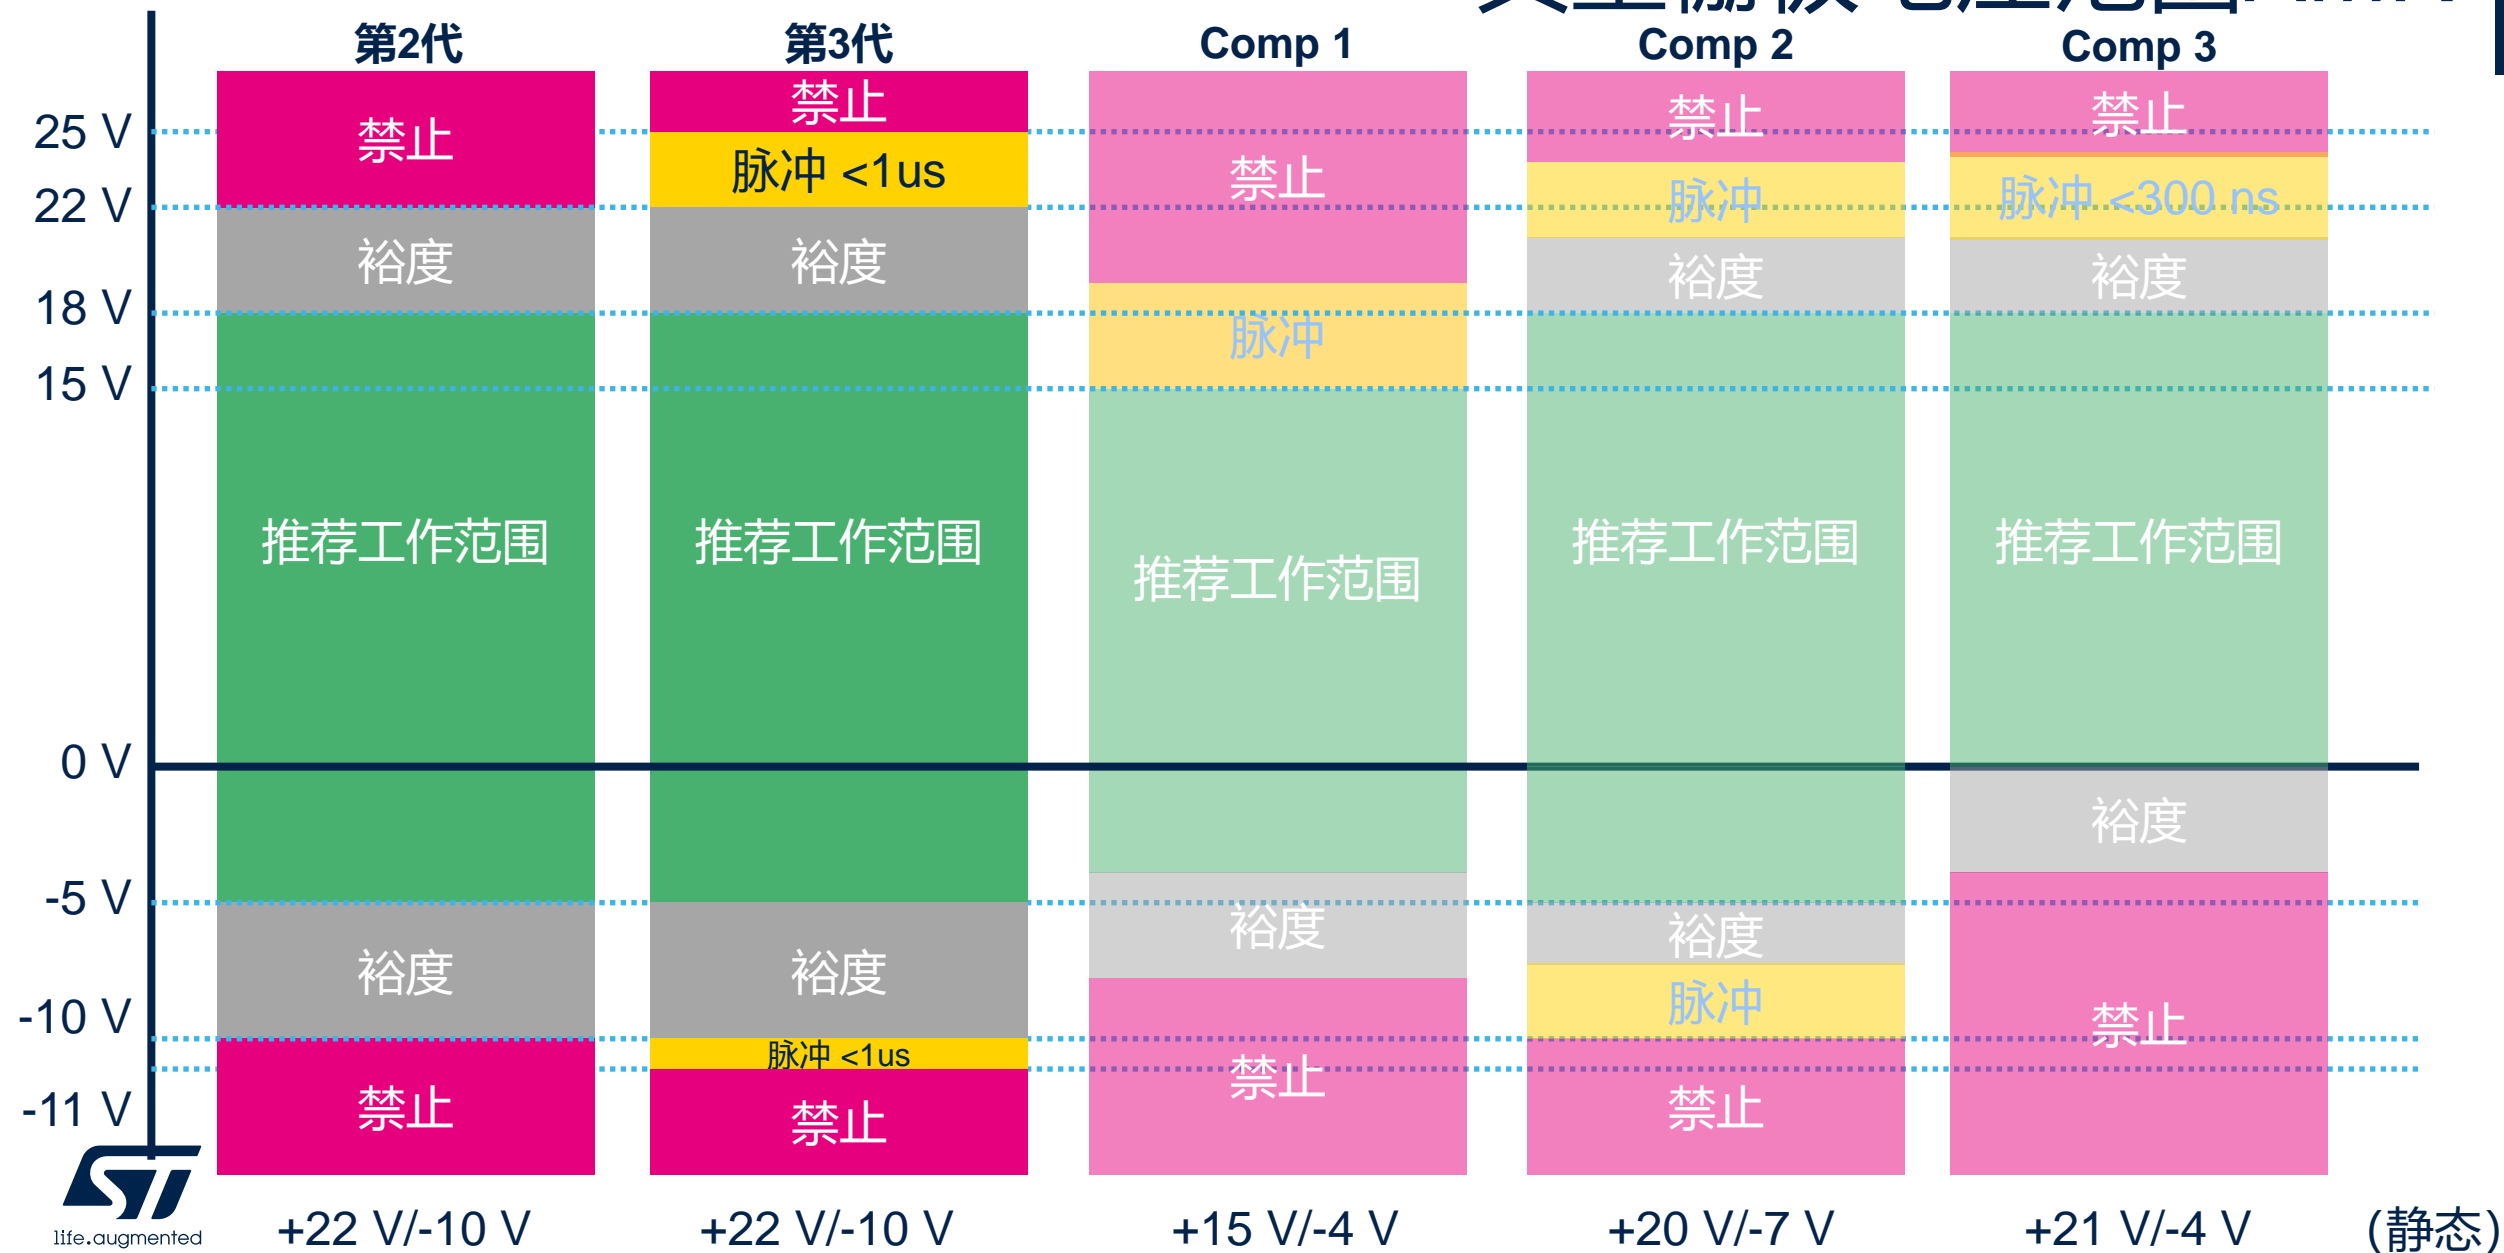 第2代
第3代
Comp 1
Comp 2
Comp 3
25 V
22 V
18 V
15 V
0 V
-5 V
-10 V
-11 V
禁止
裕度
推荐工作范围
裕度
禁止
禁止
脉冲 <1us
裕度
推荐工作范围
裕度
脉冲 <1us
禁止
禁止
脉冲
推荐工作范围
裕度
禁止
禁止
脉冲
裕度
推荐工作范围
裕度
脉冲
禁止
禁止
脉冲 <300 ns
裕度
推荐工作范围
裕度
禁止
ST
life.augmented
+22 V/-10 V
+22 V/-10 V
+15 V/-4 V
+20 V/-7 V
+21 V/-4 V
(静态)